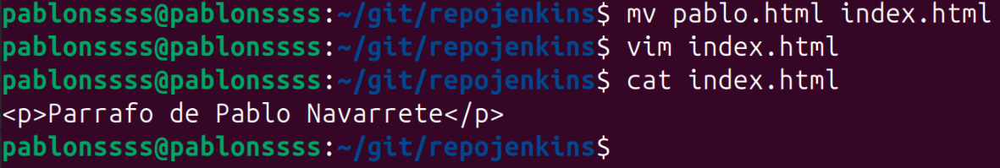 pablonssss@pablonssss:~/git/repojenkins$ mv pablo.html index.html
pablonssss@pablonssss:~/git/repojenkins$ vim index.html
pablonssss@pablonssss:~/git/repojenkins$ cat index.html
<p>Parrafo de Pablo Navarrete</p>
pablonssss@pablonssss:~/git/repojenkins$